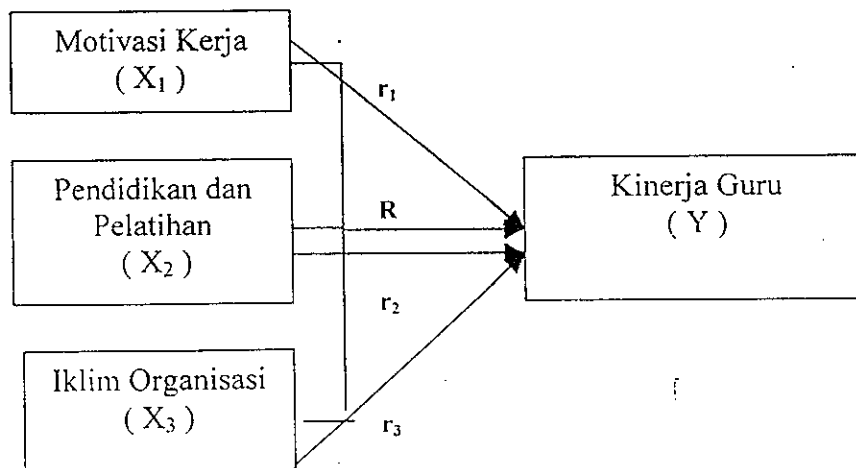 Motivasi Kerja
( X₁ )
r₁
Pendidikan dan
Pelatihan
( X₂ )
R
r₂
Kinerja Guru
( Y )
Iklim Organisasi
( X₃ )
r₃